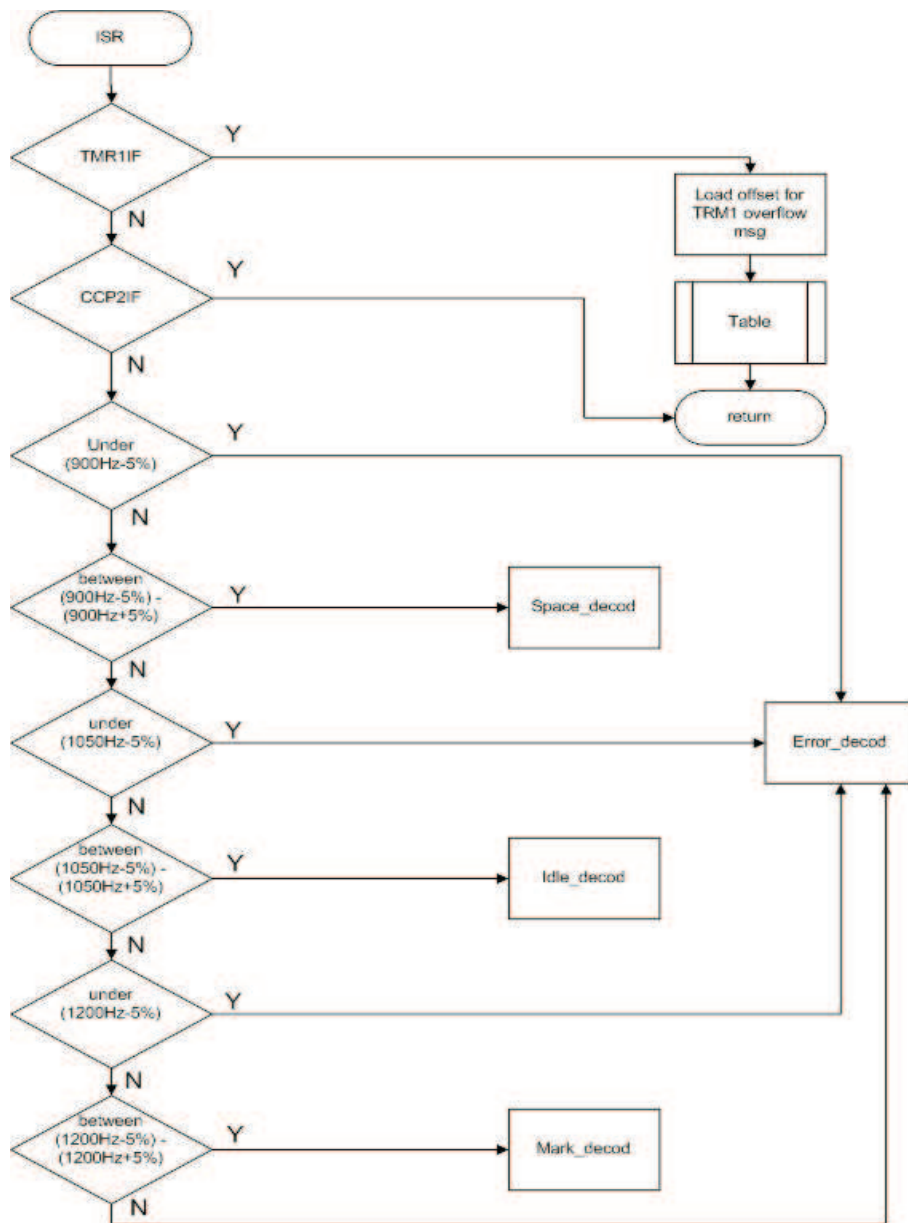 ISR
Y
TMR1IF
Load offset for
TRM1 overflow
msg
N
Y
CCP2IF
Table
N
return
Y
Under
(900Hz-5%)
N
between
(900Hz-5%) -
(900Hz+5%)
Y
Space_decod
N
under
(1050Hz-5%)
Y
Error_decod
N
between
(1050Hz-5%) -
(1050Hz+5%)
Y
Idle_decod
N
under
(1200Hz-5%)
Y
N
between
(1200Hz-5%) -
(1200Hz+5%)
Y
Mark_decod
N